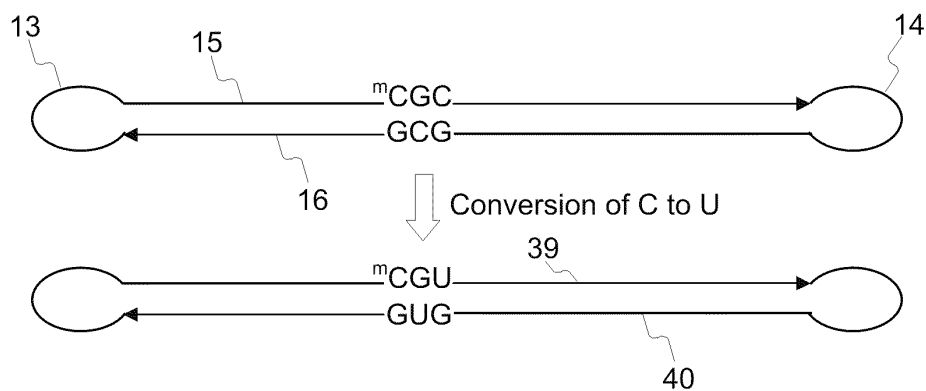 13
15
14
ᵐCGC
GCG
16
Conversion of C to U
39
ᵐCGU
GUG
40